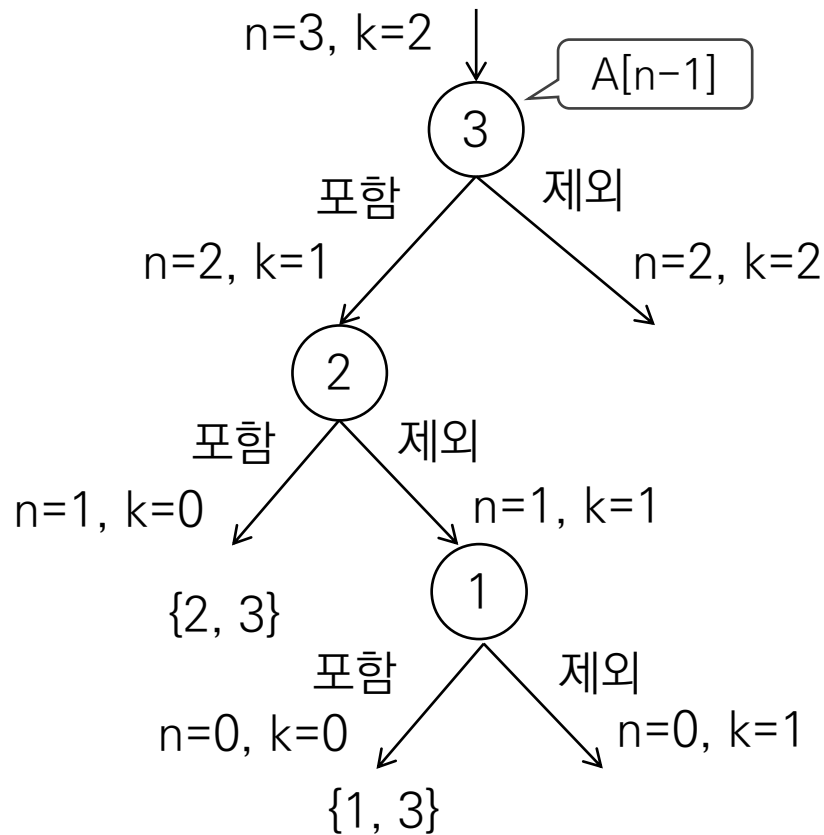 n=3, k=2
A[n-1]
3
포함
제외
n=2, k=1
n=2, k=2
2
포함
제외
n=1, k=0
n=1, k=1
1
{2, 3}
포함
제외
n=0, k=0
n=0, k=1
{1, 3}